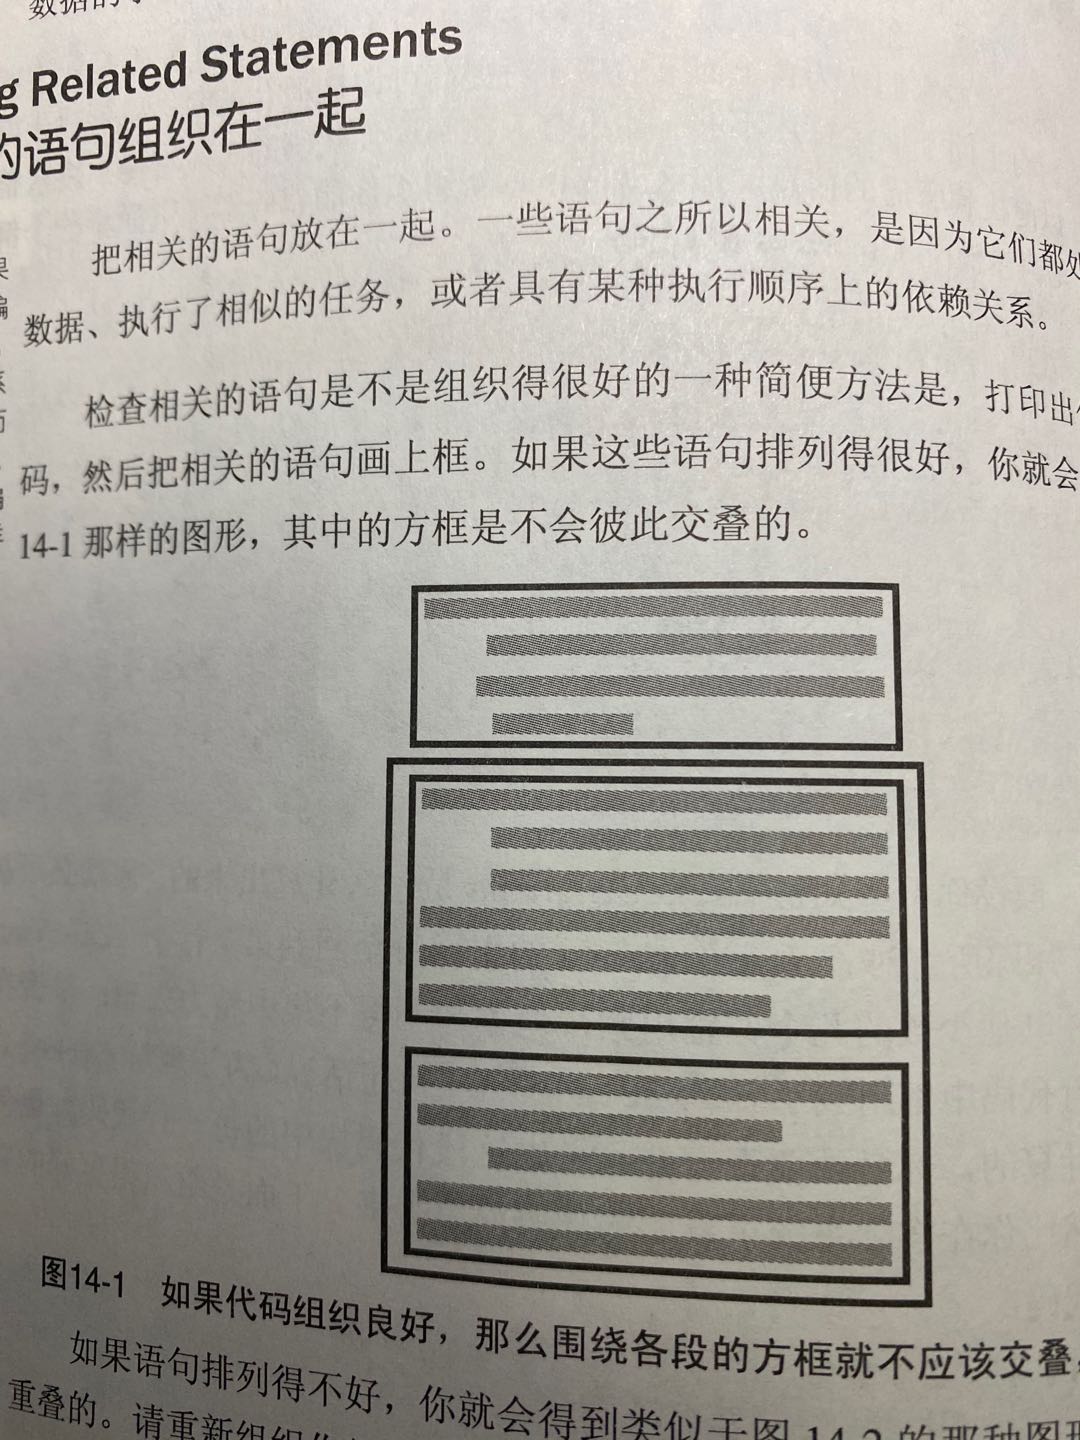 Related Statements
的语句组织在一起
把相关的语句放在一起。一些语句之所以相关，是因为它们都处
数据、执行了相似的任务，或者具有某种执行顺序上的依赖关系。
检查相关的语句是不是组织得很好的一种简便方法是，打印出
码，然后把相关的语句画上框。如果这些语句排列得很好，你就会
14-1 那样的图形，其中的方框是不会彼此交叠的。
图14-1 如果代码组织良好，那么围绕各段的方框就不应该交叠，
如果语句排列得不好，你就会得到类似于图 14-2 的那种图形
重叠的。请重新组织